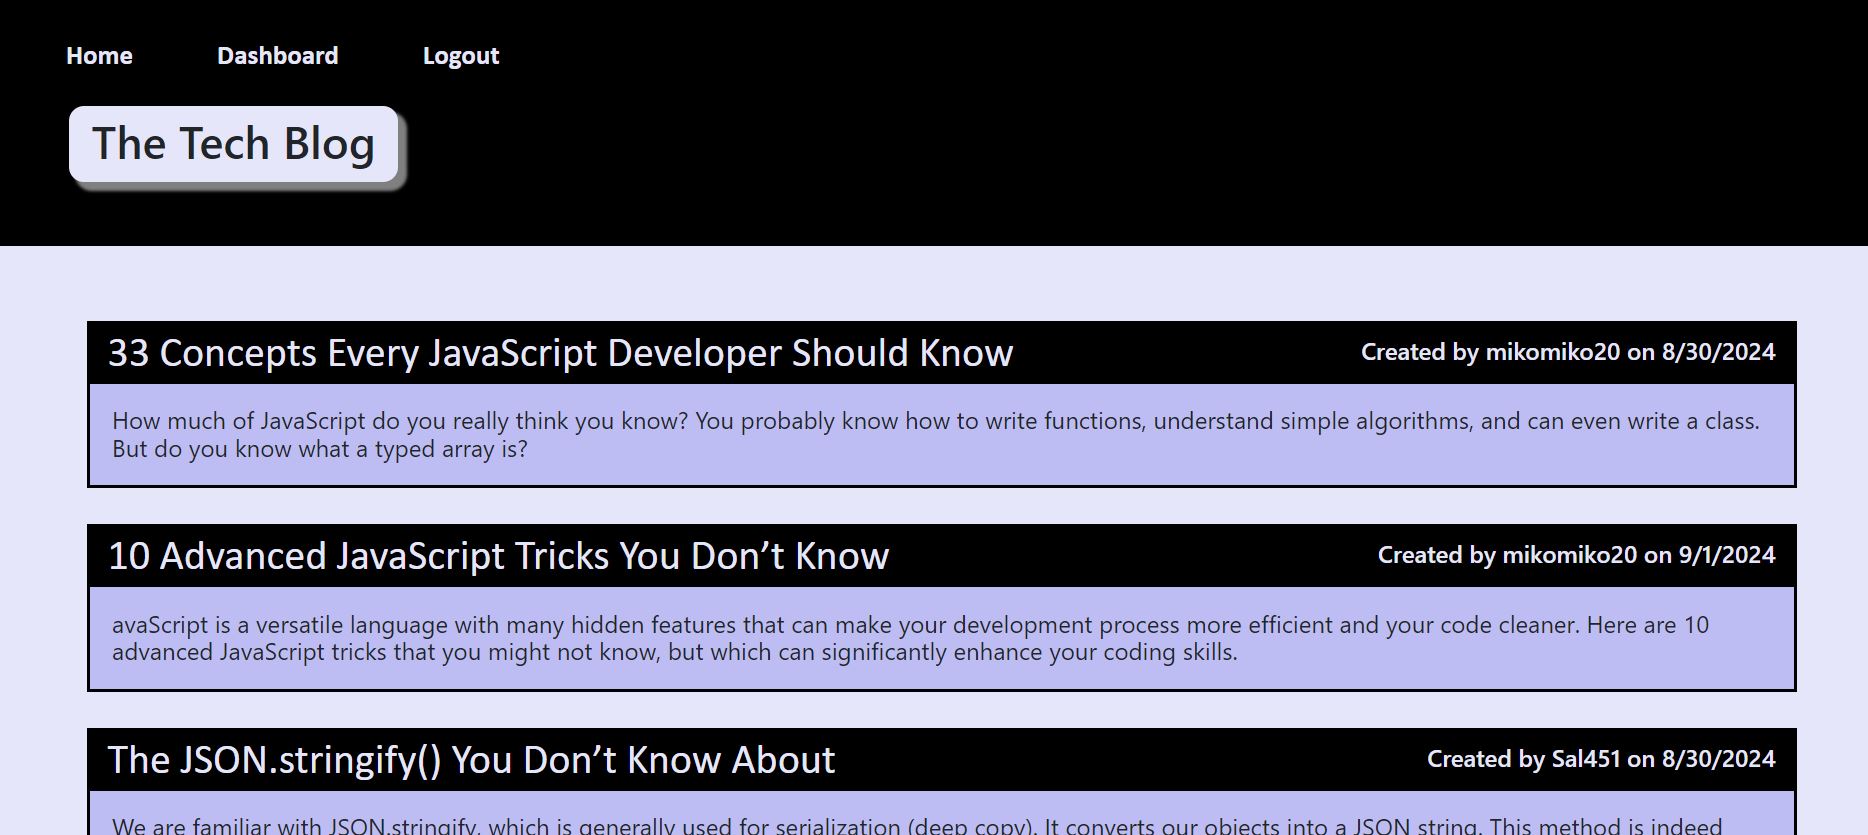 Home Dashboard Logout
The Tech Blog
33 Concepts Every JavaScript Developer Should Know
Created by mikomiko20 on 8/30/2024
How much of JavaScript do you really think you know? You probably know how to write functions, understand simple algorithms, and can even write a class.
But do you know what a typed array is?
10 Advanced JavaScript Tricks You Don’t Know
Created by mikomiko20 on 9/1/2024
avaScript is a versatile language with many hidden features that can make your development process more efficient and your code cleaner. Here are 10
advanced JavaScript tricks that you might not know, but which can significantly enhance your coding skills.
The JSON.stringify() You Don’t Know About
Created by Sal451 on 8/30/2024
We are familiar with JSON.stringify, which is generally used for serialization (deep copy). It converts our objects into a JSON string. This method is indeed